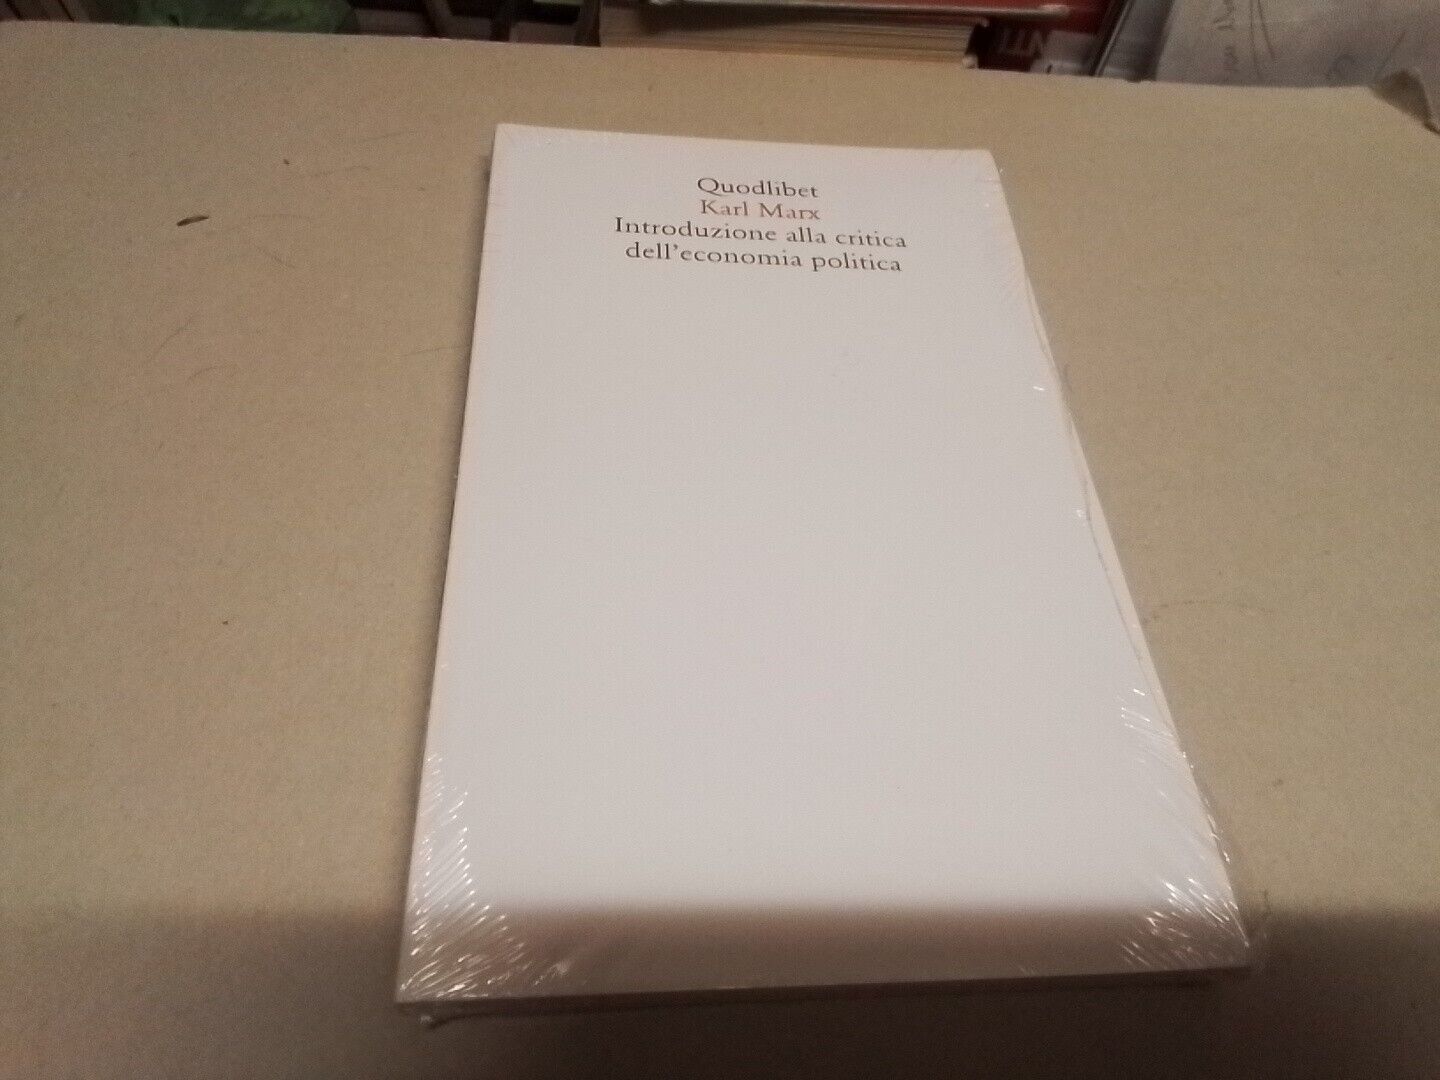 Quodlibet
Karl Marx
Introduzione alla critica
dell'economia politica